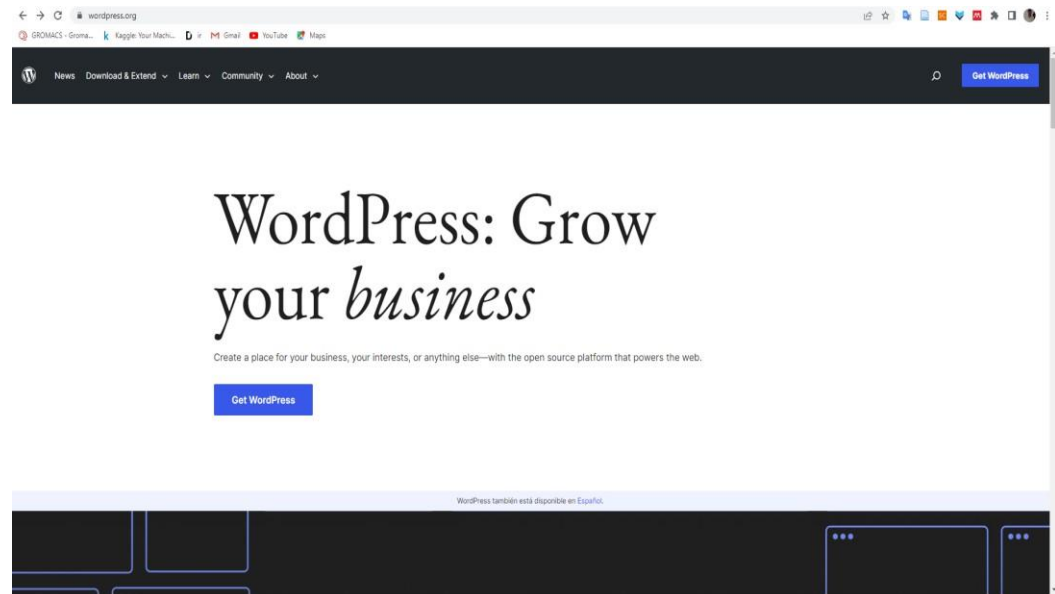 wordpress.org
GROMACS - Groma...
Kaggle: Your Machi...
ir
Gmail
YouTube
Maps
News
Download & Extend
Learn
Community
About
Get WordPress
WordPress: Grow
your business
Create a place for your business, your interests, or anything else—with the open source platform that powers the web.
Get WordPress
WordPress también está disponible en Español.